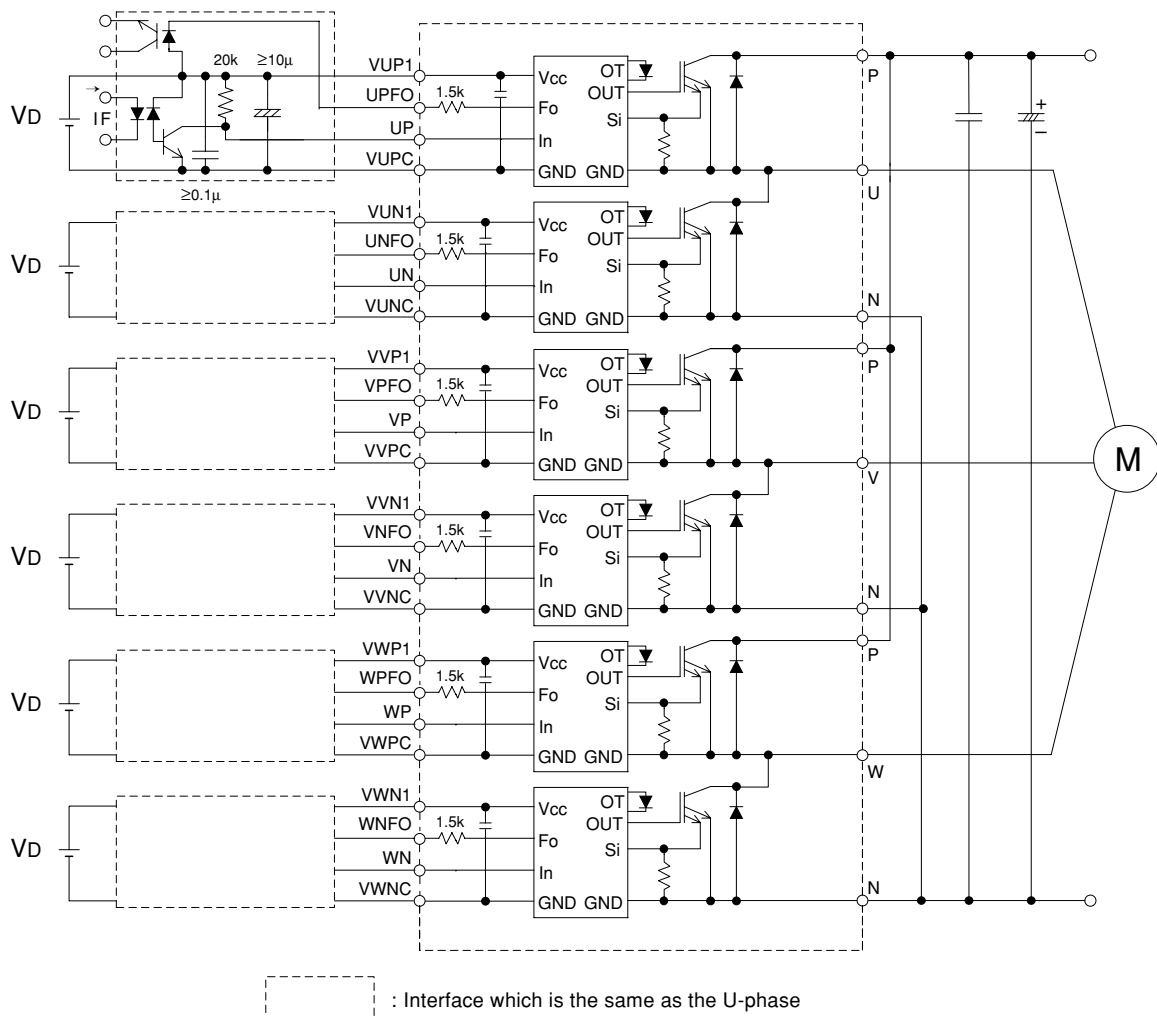 20k ≥10µ
VUP1
UPFO
UP
VUPC
1.5k
Vcc
Fo
In
GND GND
OT
OUT
Si
P
U
VD
IF
≥0.1µ
+
–
VD
VUN1
UNFO
UN
VUNC
1.5k
Vcc
Fo
In
GND GND
OT
OUT
Si
N
VD
VVP1
VPFO
VP
VVPC
1.5k
Vcc
Fo
In
GND GND
OT
OUT
Si
P
V
M
VD
VVN1
VNFO
VN
VVNC
1.5k
Vcc
Fo
In
GND GND
OT
OUT
Si
N
VD
VWP1
WPFO
WP
VWPC
1.5k
Vcc
Fo
In
GND GND
OT
OUT
Si
P
W
VD
VWN1
WNFO
WN
VWNC
1.5k
Vcc
Fo
In
GND GND
OT
OUT
Si
N
: Interface which is the same as the U-phase